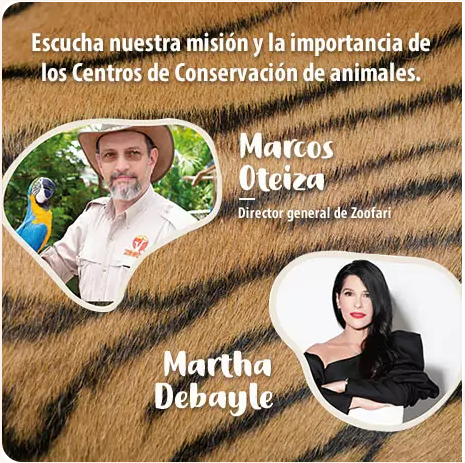 Escucha nuestra misión y la importancia de
los Centros de Conservación de animales.
Marcos
Oteiza
Director general de Zoofari
Martha
Debayle